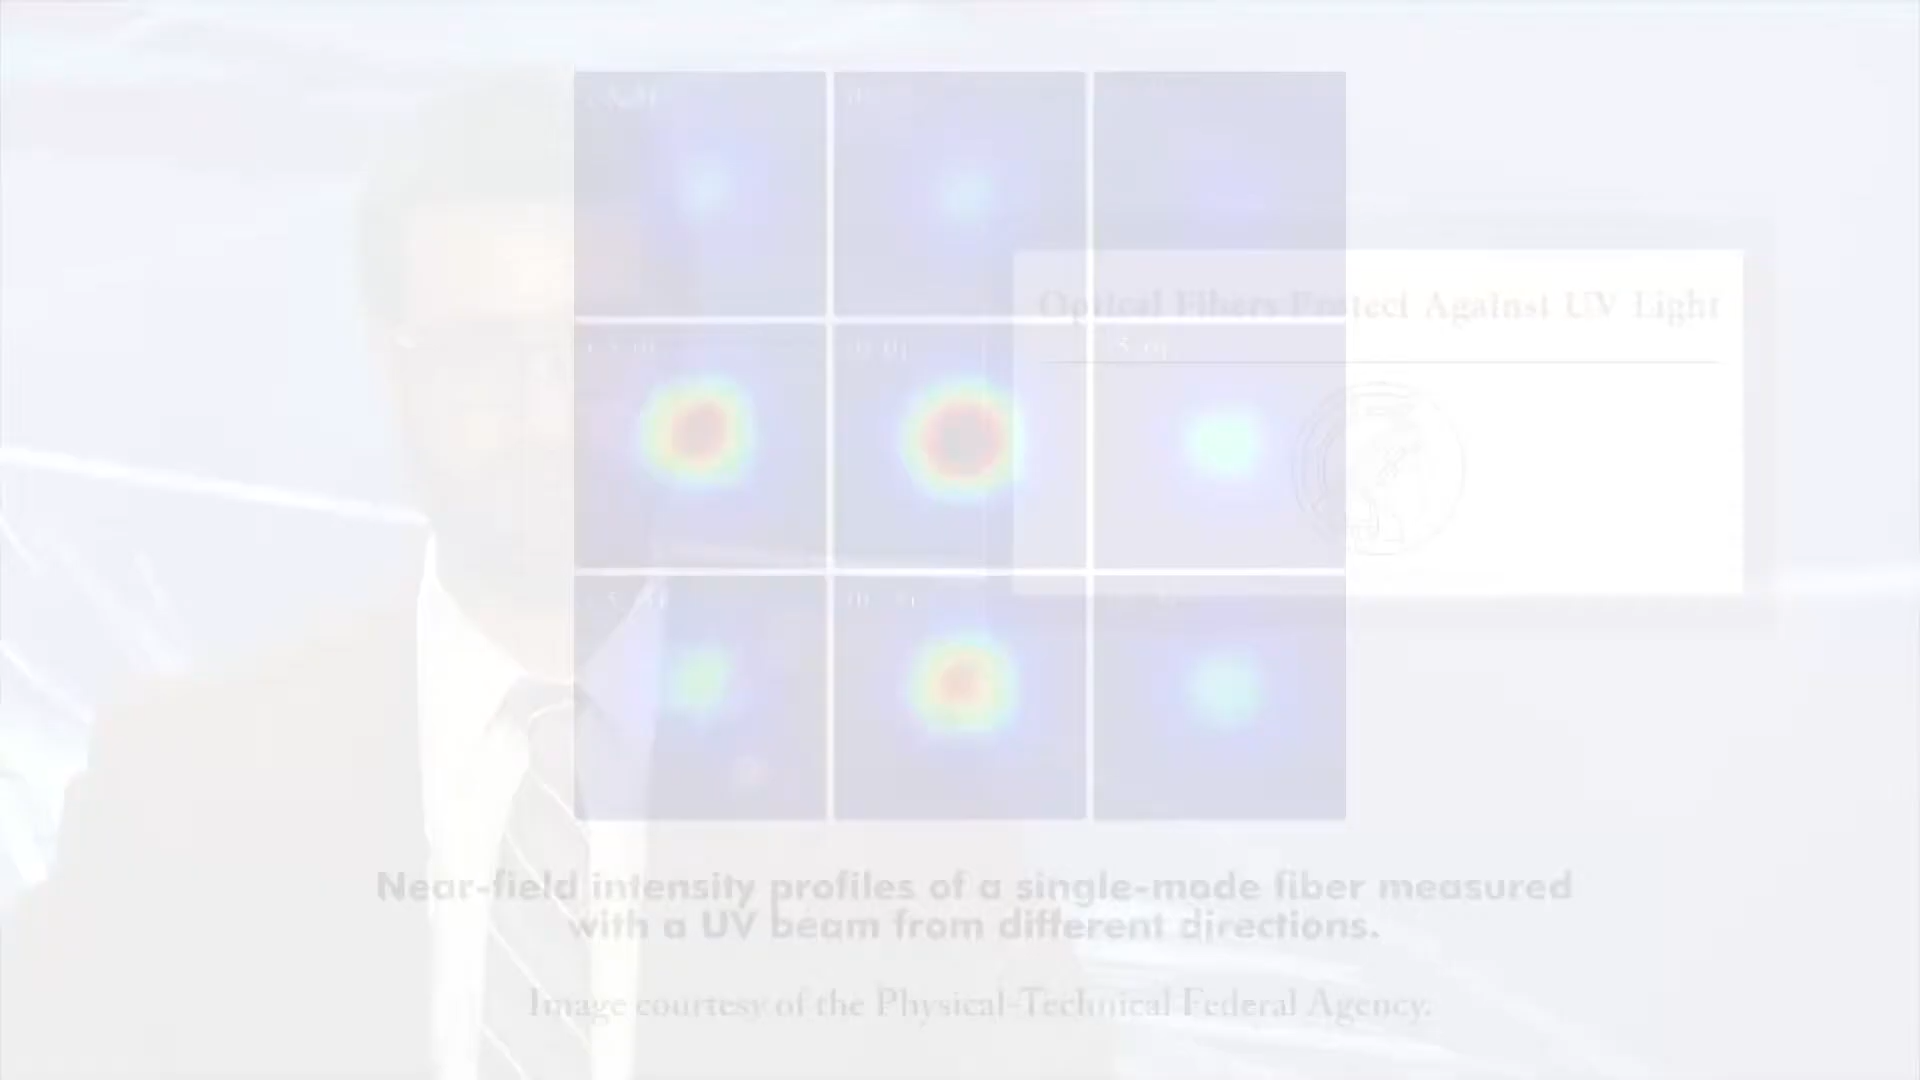 Optical Fibers Protect Against UV Light
Near-field intensity profiles of a single-mode fiber measured
with a UV beam from different directions.
Image courtesy of the Physical-Technical Federal Agency.